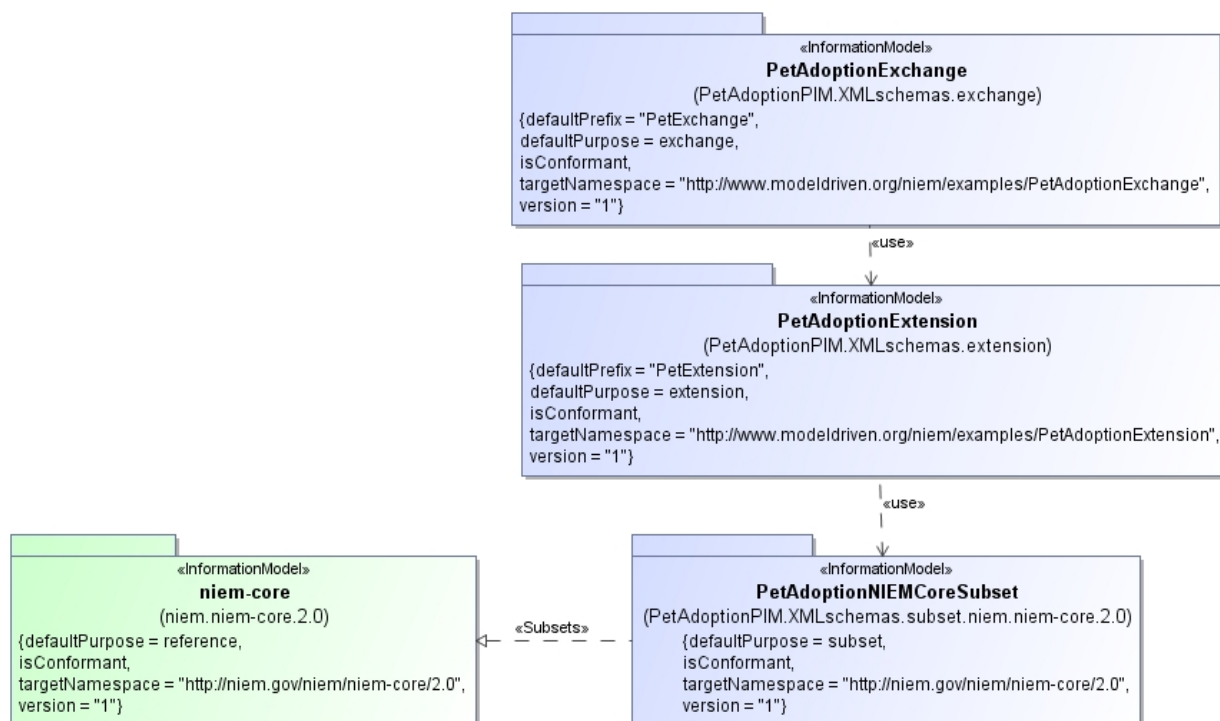 «InformationModel»
PetAdoptionExchange
(PetAdoptionPIM.XMLschemas.exchange)
{defaultPrefix = "PetExchange",
defaultPurpose = exchange,
isConformant,
targetNamespace = "http://www.modeldriven.org/niem/examples/PetAdoptionExchange",
version = "1"}
«use»
«InformationModel»
PetAdoptionExtension
(PetAdoptionPIM.XMLschemas.extension)
{defaultPrefix = "PetExtension",
defaultPurpose = extension,
isConformant,
targetNamespace = "http://www.modeldriven.org/niem/examples/PetAdoptionExtension",
version = "1"}
«use»
«InformationModel»
niem-core
(niem.niem-core.2.0)
{defaultPurpose = reference,
isConformant,
targetNamespace = "http://niem.gov/niem/niem-core/2.0",
version = "1"}
«Subsets»
«InformationModel»
PetAdoptionNIEMCoreSubset
(PetAdoptionPIM.XMLschemas.subset.niem.niem-core.2.0)
{defaultPurpose = subset,
isConformant,
targetNamespace = "http://niem.gov/niem/niem-core/2.0",
version = "1"}